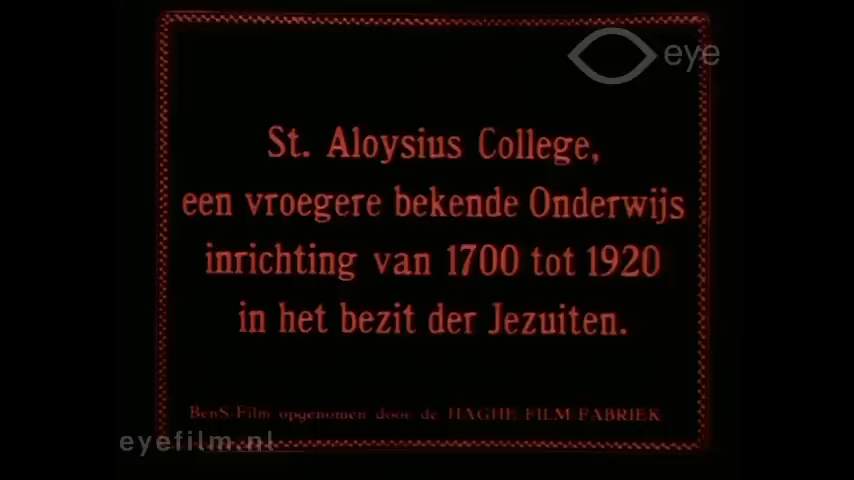 eye
St. Aloysius College,
een vroegere bekende Onderwijs
inrichting van 1700 tot 1920
in het bezit der Jezuiten.
BenS-Film opgenomen door de HAGHE FILM-FABRIEK
eyefilm.nl